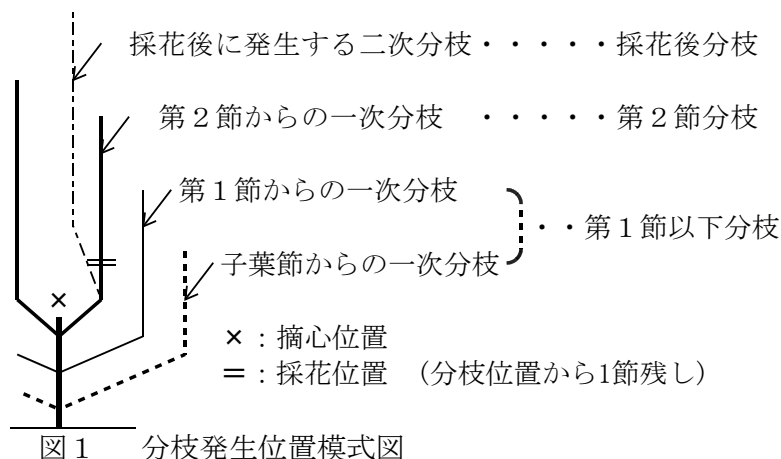 採花後に発生する二次分枝・・・・・採花後分枝
第２節からの一次分枝　・・・・・第２節分枝
第１節からの一次分枝
・・第１節以下分枝
子葉節からの一次分枝
×：摘心位置
＝：採花位置　（分枝位置から1節残し）
図１　　分枝発生位置模式図